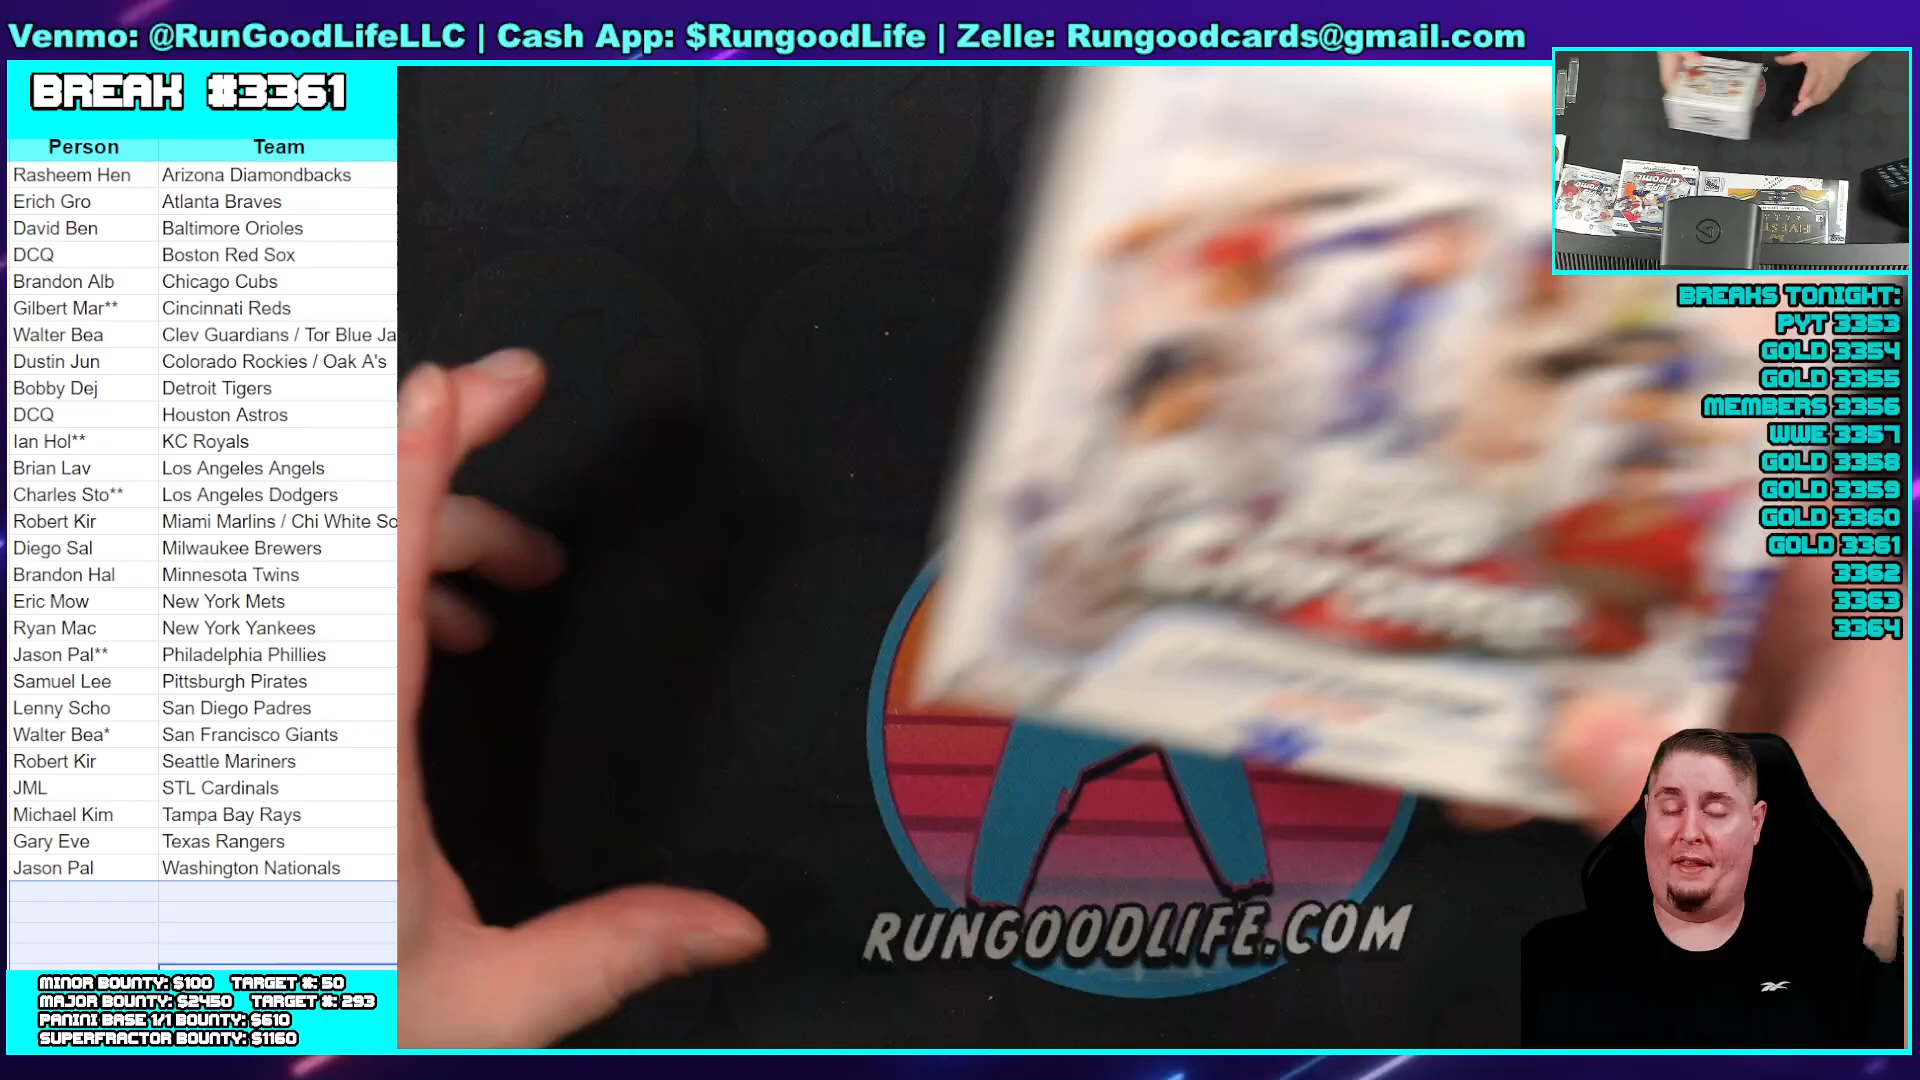 Venmo: @RunGoodLifeLLC | Cash App: $RungoodLife | Zelle: Rungoodcards@gmail.com
BREAK #3361
Person Team
Rasheem Hen Arizona Diamondbacks
Erich Gro Atlanta Braves
David Ben Baltimore Orioles
DCQ Boston Red Sox
Brandon Alb Chicago Cubs
Gilbert Mar** Cincinnati Reds
Walter Bea Clev Guardians / Tor Blue Ja
Dustin Jun Colorado Rockies / Oak A's
Bobby Dej Detroit Tigers
DCQ Houston Astros
Ian Hol** KC Royals
Brian Lav Los Angeles Angels
Charles Sto** Los Angeles Dodgers
Robert Kir Miami Marlins / Chi White So
Diego Sal Milwaukee Brewers
Brandon Hal Minnesota Twins
Eric Mow New York Mets
Ryan Mac New York Yankees
Jason Pal** Philadelphia Phillies
Samuel Lee Pittsburgh Pirates
Lenny Scho San Diego Padres
Walter Bea* San Francisco Giants
Robert Kir Seattle Mariners
JML STL Cardinals
Michael Kim Tampa Bay Rays
Gary Eve Texas Rangers
Jason Pal Washington Nationals
MINOR BOUNTY: $100 TARGET #: 50
MAJOR BOUNTY: $2450 TARGET #: 293
PANINI BASE 1/1 BOUNTY: $610
SUPERFRACTOR BOUNTY: $1160
Topps
Chrome
RUNGOODLIFE.COM
BREAKS TONIGHT:
PYT 3353
GOLD 3354
GOLD 3355
MEMBERS 3356
WWE 3357
GOLD 3358
GOLD 3359
GOLD 3360
GOLD 3361
3362
3363
3364